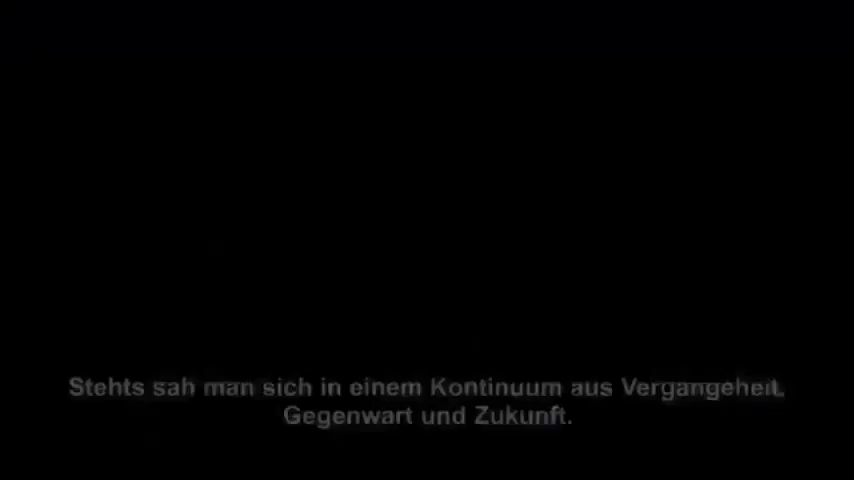 Stehts sah man sich in einem Kontinuum aus Vergangeheit,
Gegenwart und Zukunft.